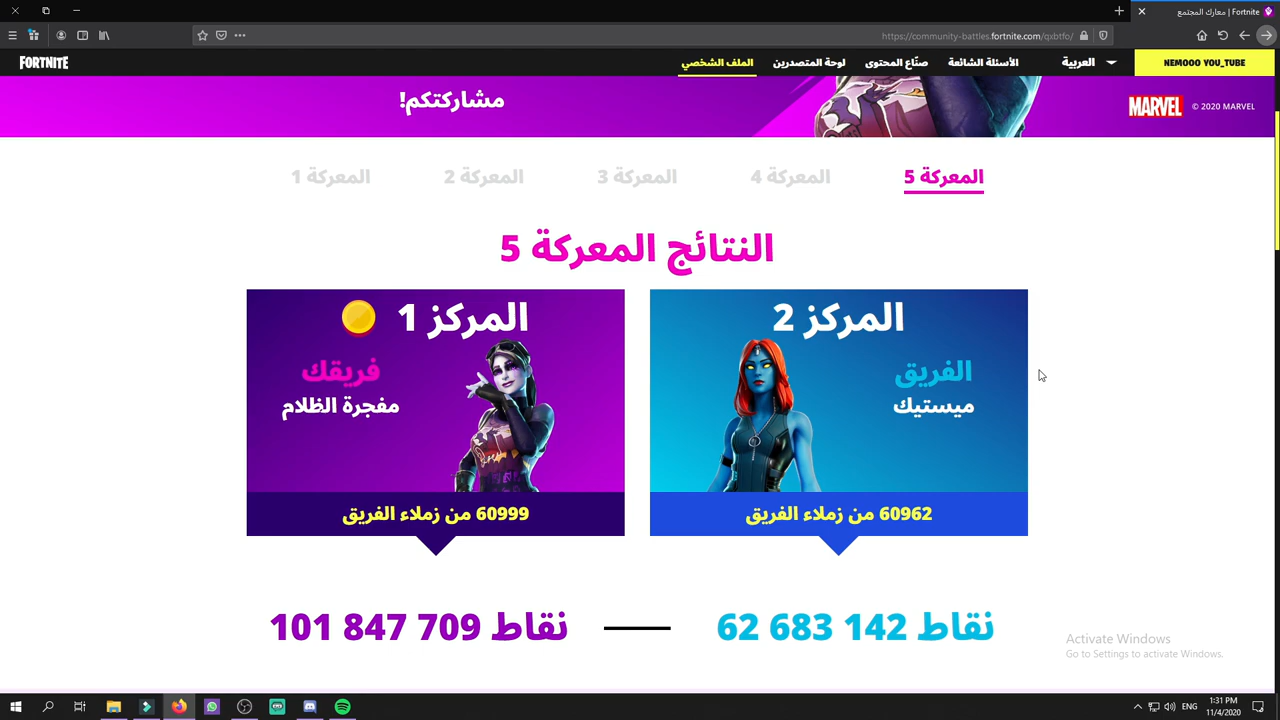 Fortnite | معارك المجتمع
https://community-battles.fortnite.com/qxbtfo/
NEMOOO YOU_TUBE
العربية
الأسئلة الشائعة
صنّاع المحتوى
لوحة المتصدرين
الملف الشخصي
FORTNITE
مشاركتكم!
MARVEL
© 2020 MARVEL
المعركة 5
المعركة 4
المعركة 3
المعركة 2
المعركة 1
النتائج المعركة 5
المركز 2
الفريق
ميستيك
60962 من زملاء الفريق
المركز 1
فريقك
مفجرة الظلام
60999 من زملاء الفريق
62 683 142 نقاط
101 847 709 نقاط
Activate Windows
Go to Settings to activate Windows.
ENG
1:31 PM
11/4/2020